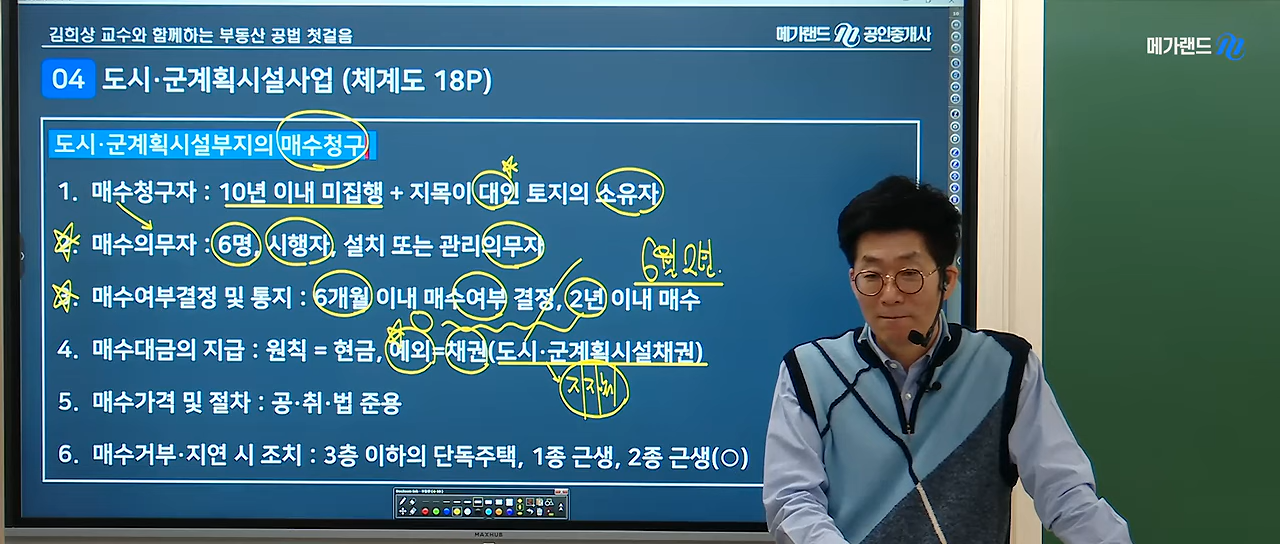 김희상 교수와 함께하는 부동산 공법 첫걸음
메가랜드 공인중개사
메가랜드
04 도시·군계획시설사업 (체계도 18P)
도시·군계획시설부지의 매수청구
1. 매수청구자 : 10년 이내 미집행 + 지목이 대인 토지의 소유자
2. 매수의무자 : 6명, 시행자, 설치 또는 관리의무자
6월 2년
3. 매수여부결정 및 통지 : 6개월 이내 매수여부 결정, 2년 이내 매수
4. 매수대금의 지급 : 원칙 = 현금, 예외=채권(도시·군계획시설채권)
지자체
5. 매수가격 및 절차 : 공·취·법 준용
6. 매수거부·지연 시 조치 : 3층 이하의 단독주택, 1종 근생, 2종 근생(○)
MAXHUB